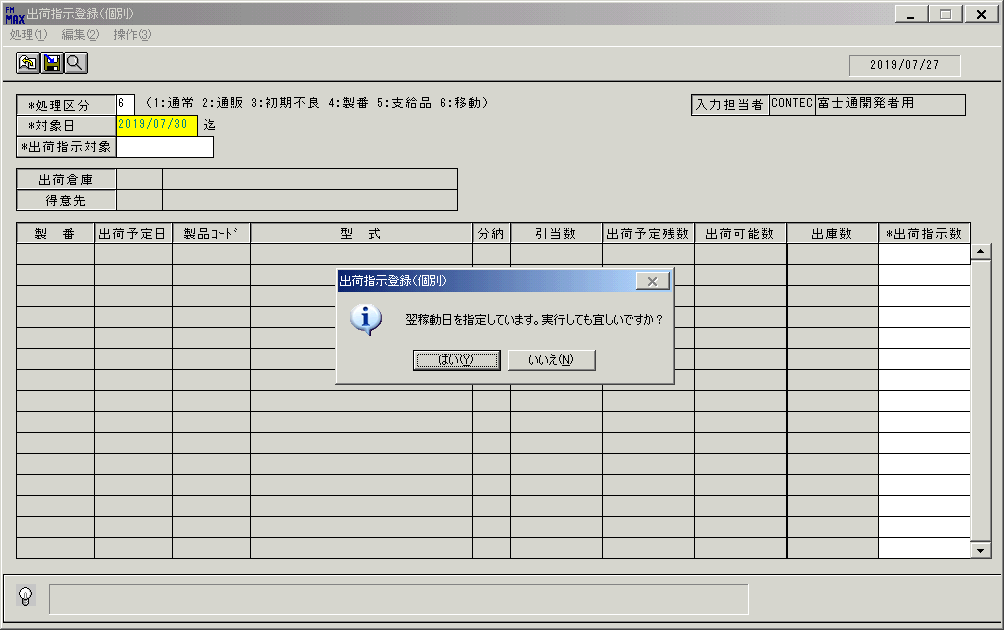 FM MAX 出荷指示登録(個別)
処理(1) 編集(2) 操作(3)
2019/07/27
*処理区分 6 (1:通常 2:通販 3:初期不良 4:製番 5:支給品 6:移動) 入力担当者 CONTEC 富士通開発者用
*対象日 2019/07/30 迄
*出荷指示対象
出荷倉庫
得意先
製 番 出荷予定日 製品コード 型 式 分納 引当数 出荷予定残数 出荷可能数 出庫数 *出荷指示数
出荷指示登録(個別)
翌稼動日を指定しています。実行しても宜しいですか?
はい(Y) いいえ(N)